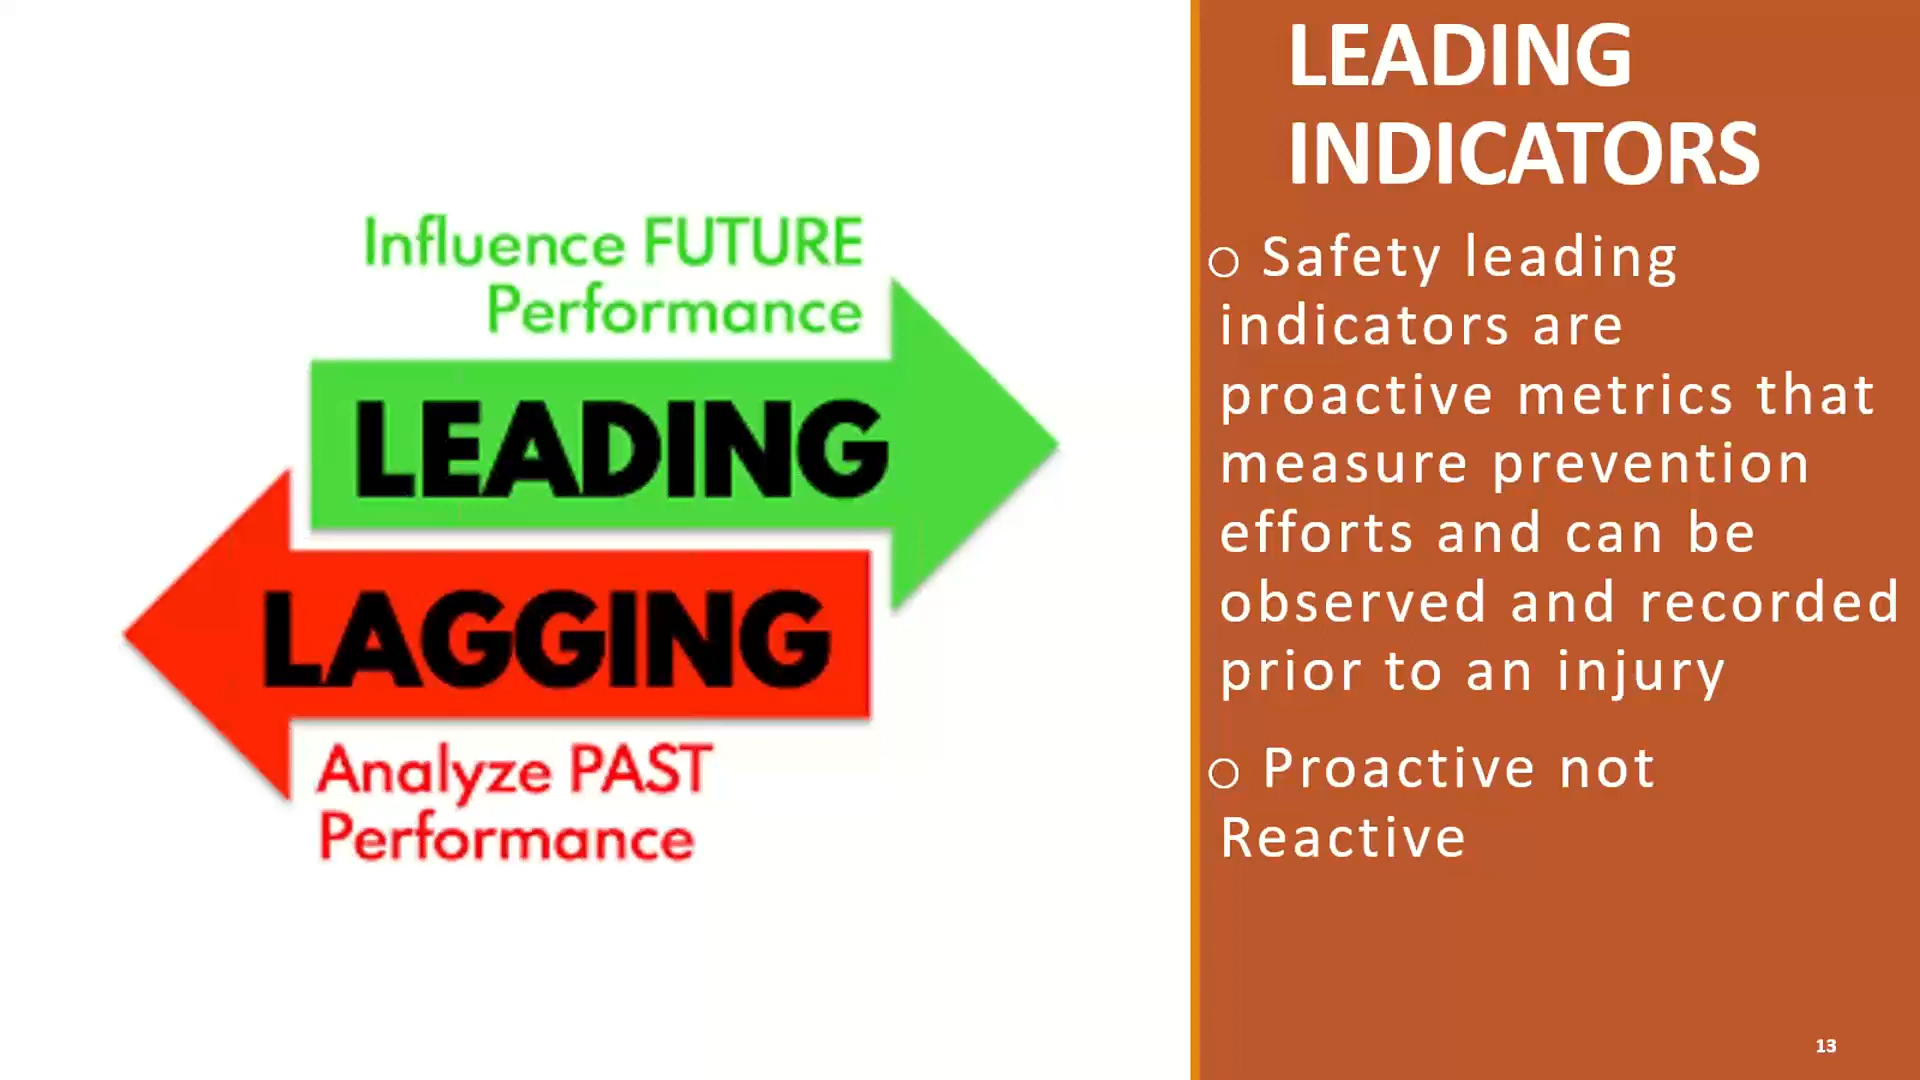 Influence FUTURE
Performance
LEADING
LAGGING
Analyze PAST
Performance
LEADING
INDICATORS
o Safety leading
indicators are
proactive metrics that
measure prevention
efforts and can be
observed and recorded
prior to an injury
o Proactive not
Reactive
13